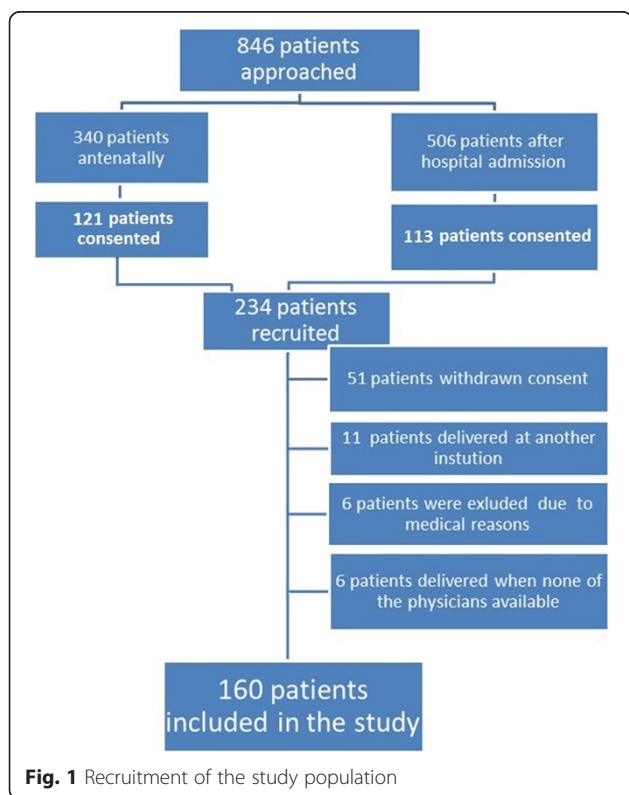 846 patients
approached
340 patients
antenatally
506 patients after
hospital admission
121 patients
consented
113 patients consented
234 patients
recruited
51 patients withdrawn consent
11 patients delivered at another
instution
6 patients were exluded due to
medical reasons
6 patients delivered when none of
the physicians available
160 patients
included in the study
Fig. 1 Recruitment of the study population